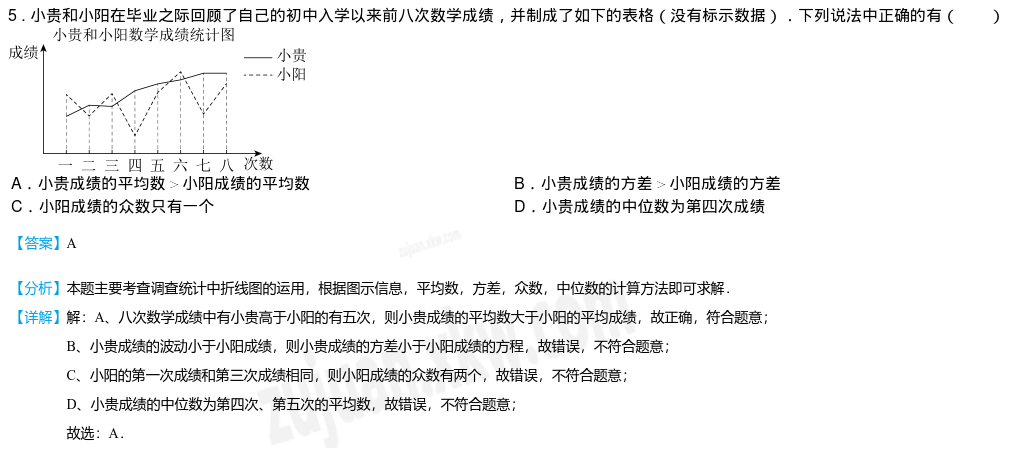 5．小贵和小阳在毕业之际回顾了自己的初中入学以来前八次数学成绩，并制成了如下的表格（没有标示数据）．下列说法中正确的有（　　）
小贵和小阳数学成绩统计图
成绩
小贵
小阳
一 二 三 四 五 六 七 八 次数
A．小贵成绩的平均数＞小阳成绩的平均数
B．小贵成绩的方差＞小阳成绩的方差
C．小阳成绩的众数只有一个
D．小贵成绩的中位数为第四次成绩
【答案】A
【分析】本题主要考查调查统计中折线图的运用，根据图示信息，平均数，方差，众数，中位数的计算方法即可求解．
【详解】解：A、八次数学成绩中有小贵高于小阳的有五次，则小贵成绩的平均数大于小阳的平均成绩，故正确，符合题意；
B、小贵成绩的波动小于小阳成绩，则小贵成绩的方差小于小阳成绩的方程，故错误，不符合题意；
C、小阳的第一次成绩和第三次成绩相同，则小阳成绩的众数有两个，故错误，不符合题意；
D、小贵成绩的中位数为第四次、第五次的平均数，故错误，不符合题意；
故选：A．
zujuan.xkw.com
zujuan.xkw.com